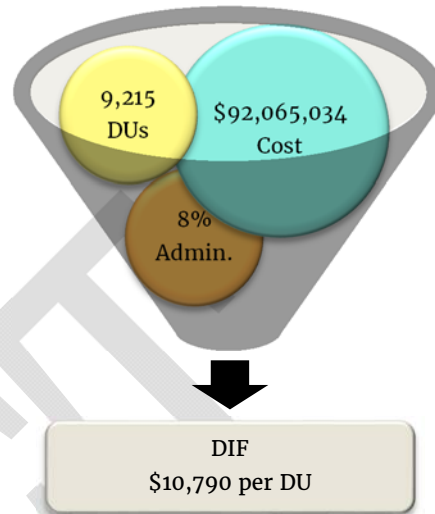 9,215
DUs
$92,065,034
Cost
8%
Admin.
DIF
$10,790 per DU